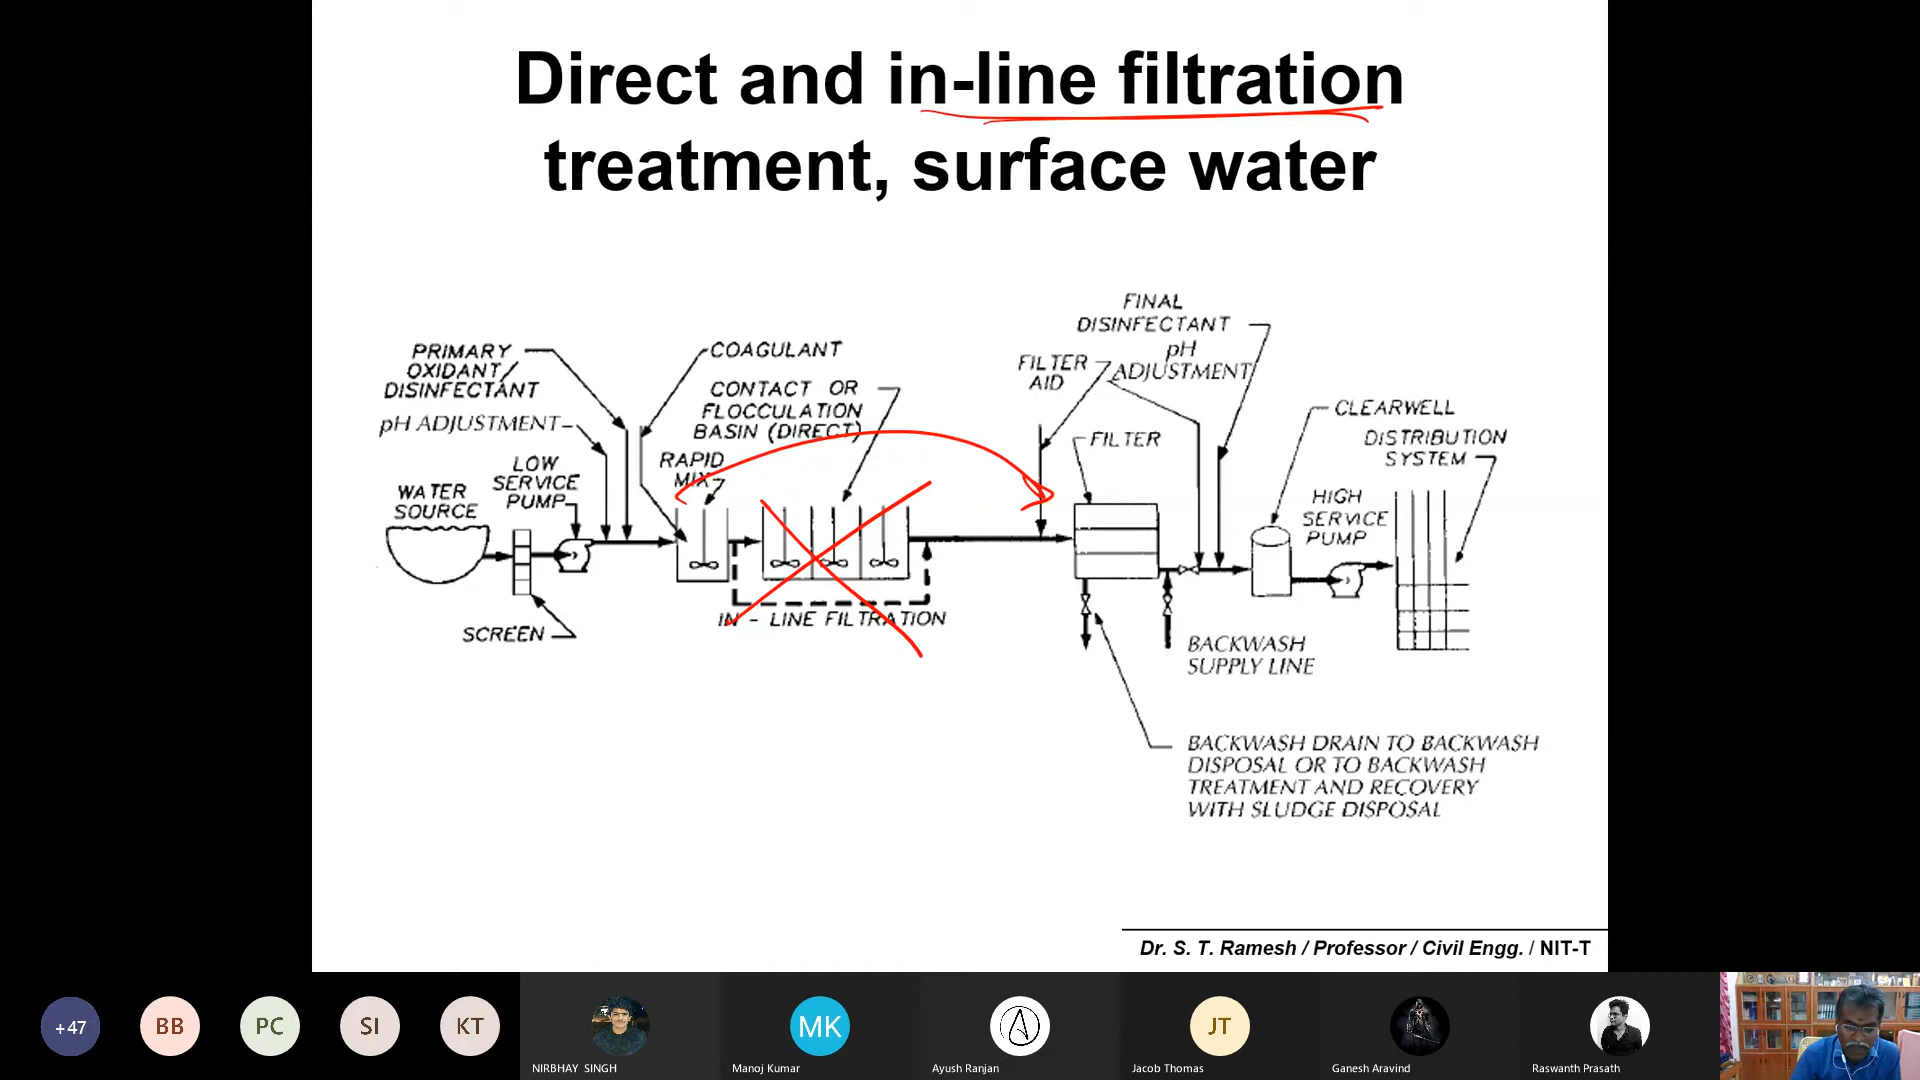 Direct and in-line filtration
treatment, surface water
PRIMARY
OXIDANT/
DISINFECTANT
pH ADJUSTMENT
LOW
SERVICE
PUMP
WATER
SOURCE
SCREEN
COAGULANT
CONTACT OR
FLOCCULATION
BASIN (DIRECT)
RAPID
MIX
IN - LINE FILTRATION
FINAL
DISINFECTANT
pH
ADJUSTMENT
FILTER
AID
FILTER
CLEARWELL
DISTRIBUTION
SYSTEM
HIGH
SERVICE
PUMP
BACKWASH
SUPPLY LINE
BACKWASH DRAIN TO BACKWASH
DISPOSAL OR TO BACKWASH
TREATMENT AND RECOVERY
WITH SLUDGE DISPOSAL
Dr. S. T. Ramesh / Professor / Civil Engg. / NIT-T
+47
BB
PC
SI
KT
NIRBHAY SINGH
MK
Manoj Kumar
Ayush Ranjan
JT
Jacob Thomas
Ganesh Aravind
Raswanth Prasath